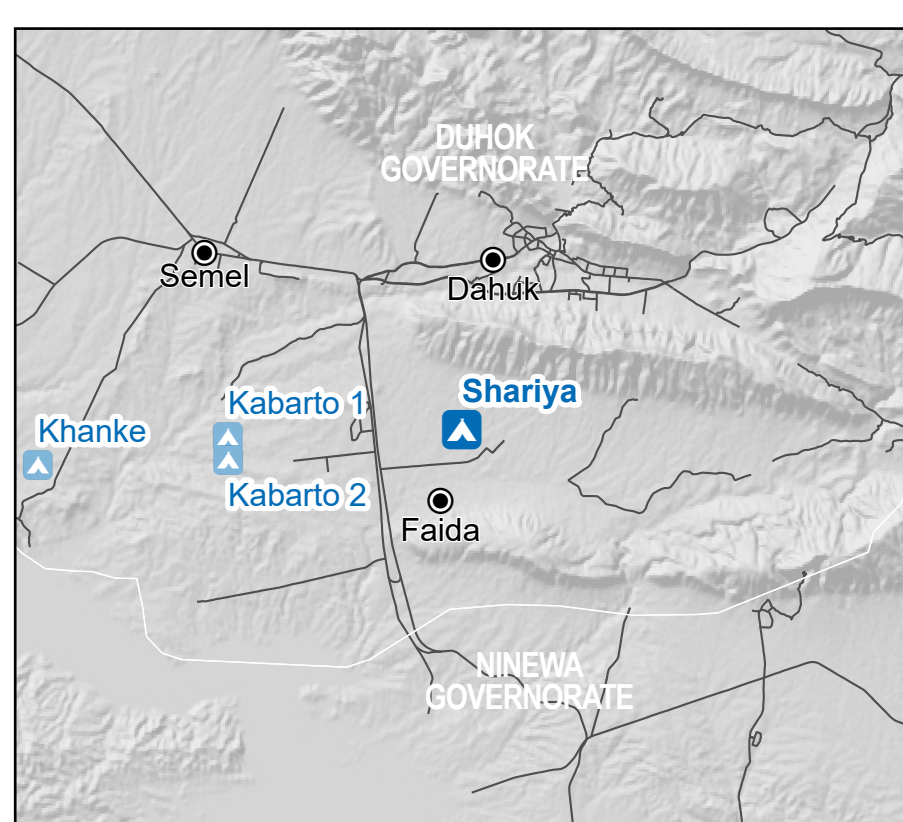 DUHOK
GOVERNORATE
Semel
Dahuk
Shariya
Kabarto 1
Khanke
Kabarto 2
Faida
NINEWA
GOVERNORATE